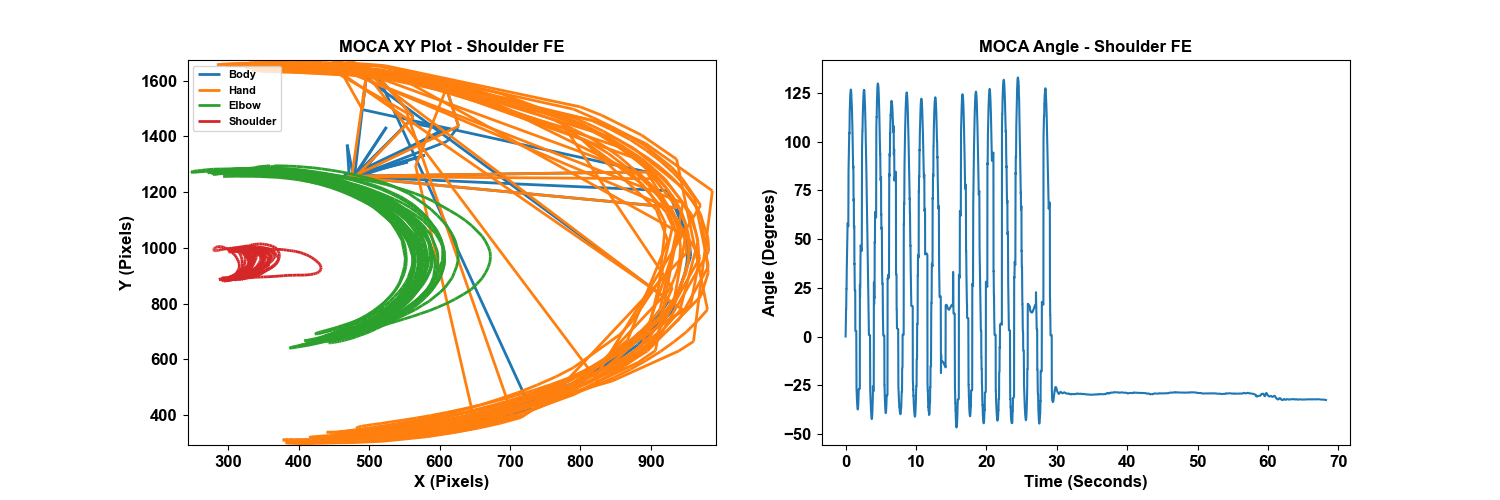 MOCA XY Plot - Shoulder FE
Body
Hand
Elbow
Shoulder
Y (Pixels)
1600
1400
1200
1000
800
600
400
300 400 500 600 700 800 900
X (Pixels)
MOCA Angle - Shoulder FE
Angle (Degrees)
125
100
75
50
25
0
−25
−50
0 10 20 30 40 50 60 70
Time (Seconds)